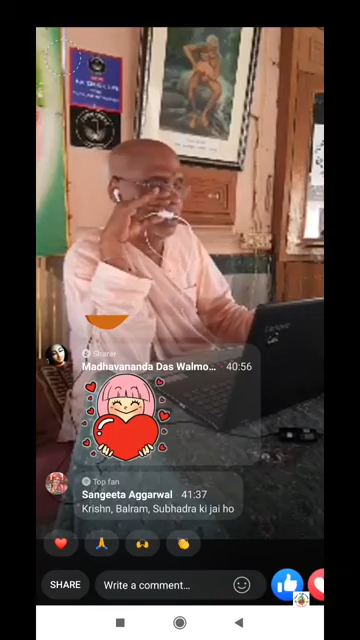 Lenovo
Sharer
Madhavananda Das Walmo... · 40:56
Top fan
Sangeeta Aggarwal · 41:37
Krishn, Balram, Subhadra ki jai ho
SHARE
Write a comment...